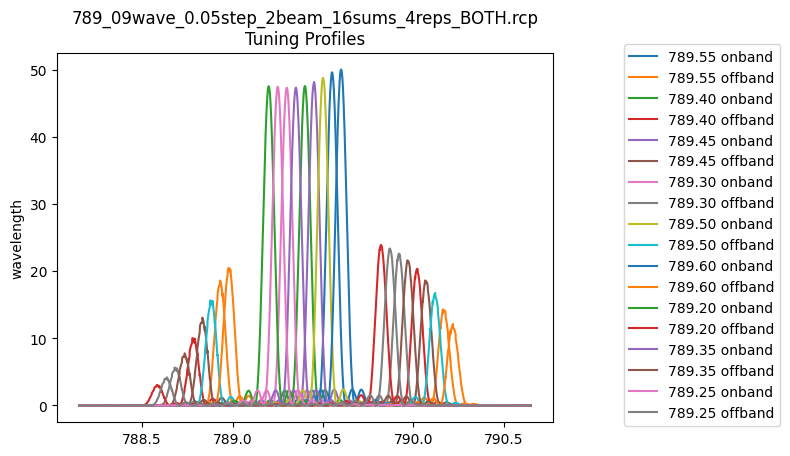 789_09wave_0.05step_2beam_16sums_4reps_BOTH.rcp
Tuning Profiles
wavelength
50
40
30
20
10
0
788.5 789.0 789.5 790.0 790.5
789.55 onband
789.55 offband
789.40 onband
789.40 offband
789.45 onband
789.45 offband
789.30 onband
789.30 offband
789.50 onband
789.50 offband
789.60 onband
789.60 offband
789.20 onband
789.20 offband
789.35 onband
789.35 offband
789.25 onband
789.25 offband